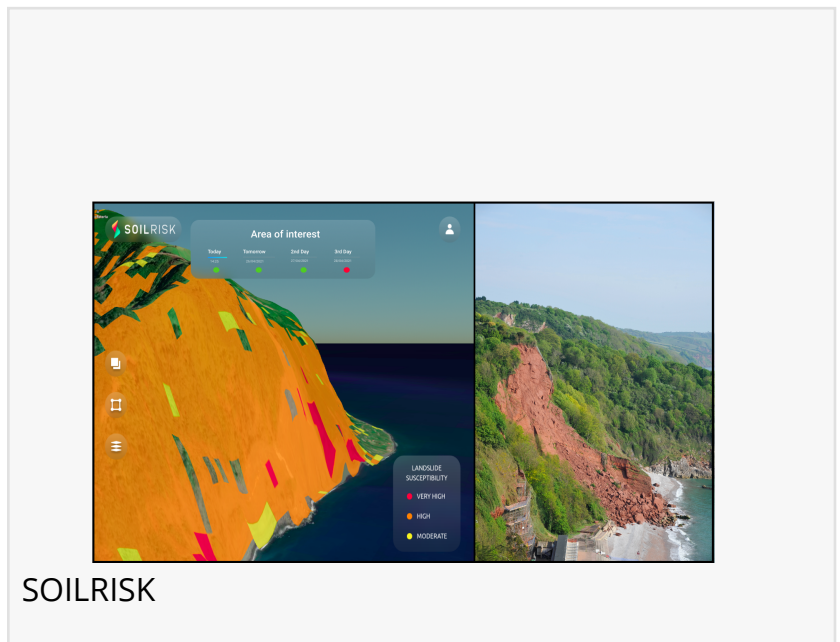 SOILRISK
Area of interest
Today Tomorrow 2nd Day 3rd Day
LANDSLIDE
SUSCEPTIBILITY
VERY HIGH
HIGH
MODERATE
SOILRISK